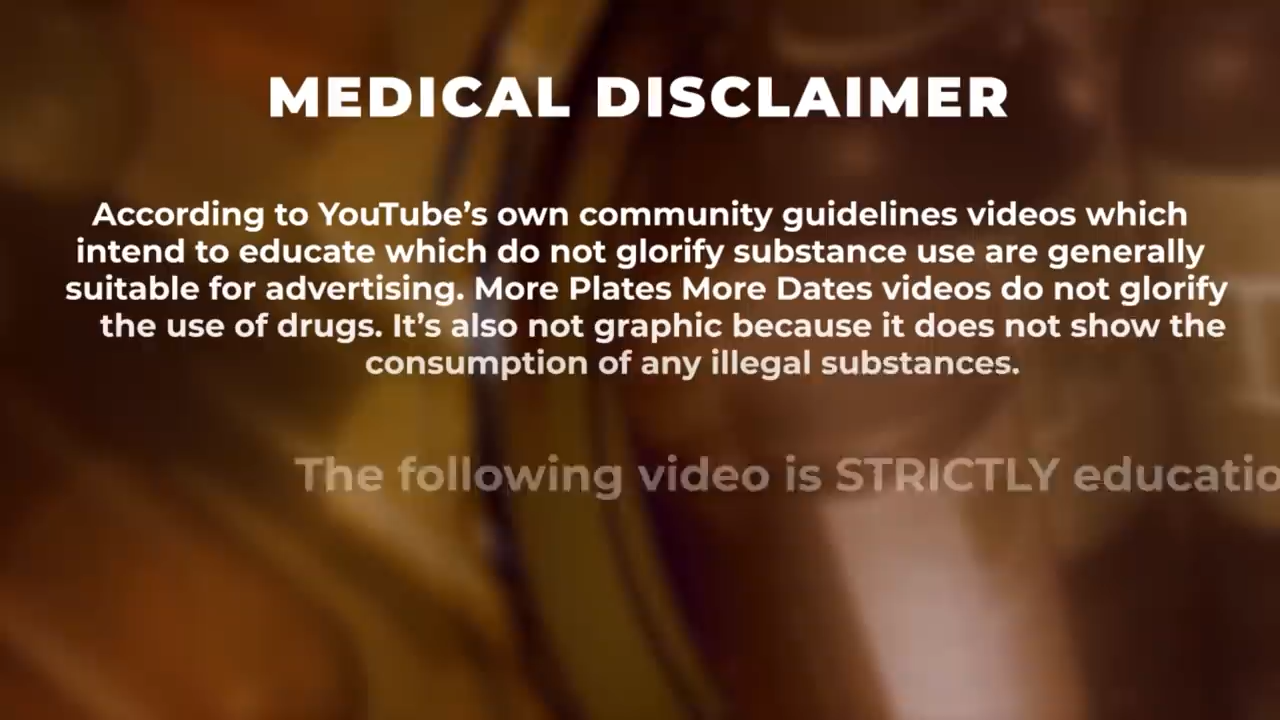 MEDICAL DISCLAIMER
According to YouTube’s own community guidelines videos which
intend to educate which do not glorify substance use are generally
suitable for advertising. More Plates More Dates videos do not glorify
the use of drugs. It’s also not graphic because it does not show the
consumption of any illegal substances.
The following video is STRICTLY educatio